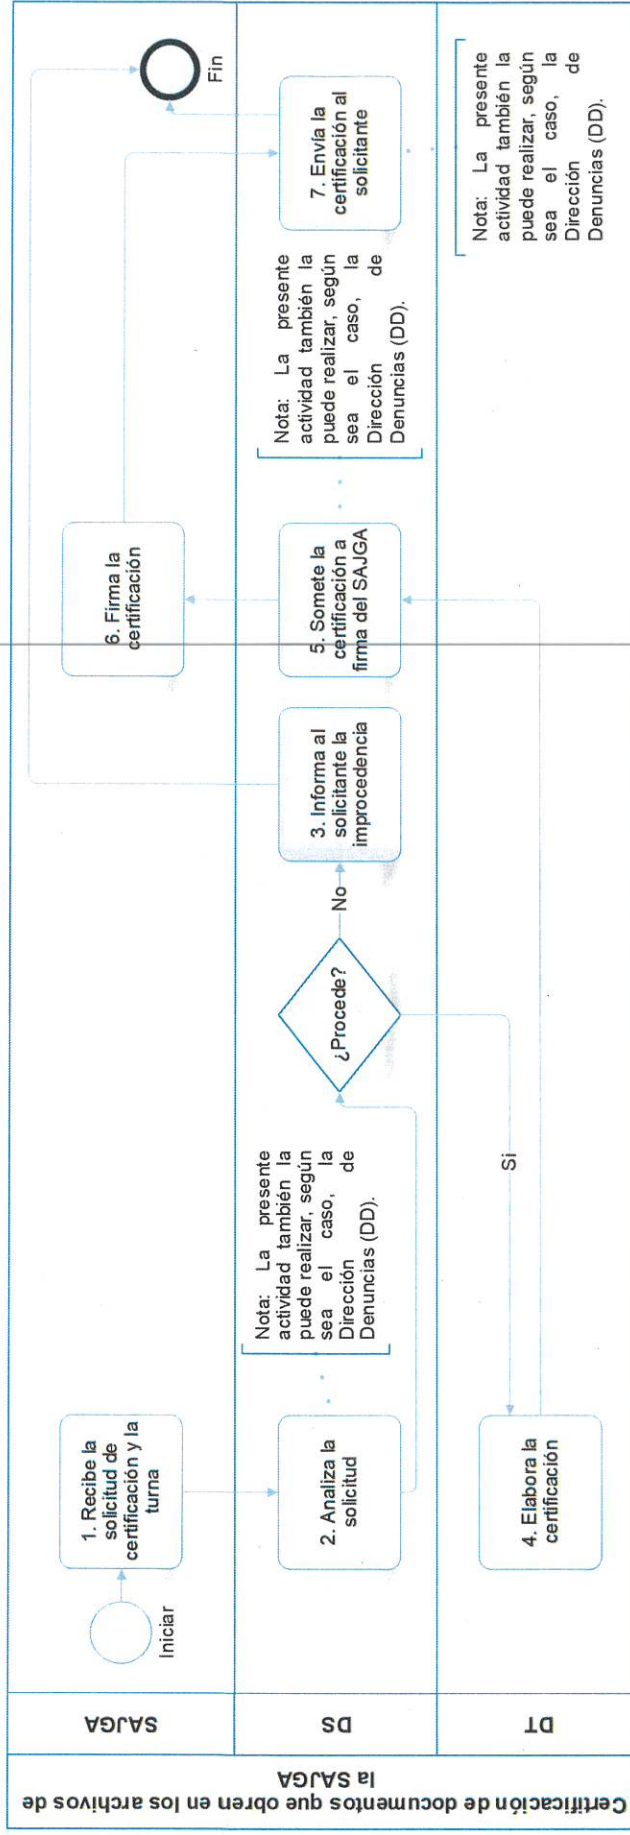 Certificación de documentos que obren en los archivos de
la SAJGA
SAJGA
DS
DT
Iniciar
1. Recibe la
solicitud de
certificación y la
turna
2. Analiza la
solicitud
Nota: La presente
actividad también la
puede realizar, según
sea el caso, la
Dirección de
Denuncias (DD).
¿Procede?
No
Si
3. Informa al
solicitante la
improcedencia
4. Elabora la
certificación
5. Somete la
certificación a
firma del SAJGA
Nota: La presente
actividad también la
puede realizar, según
sea el caso, la
Dirección de
Denuncias (DD).
6. Firma la
certificación
7. Envía la
certificación al
solicitante
Nota: La presente
actividad también la
puede realizar, según
sea el caso, la
Dirección de
Denuncias (DD).
Fin